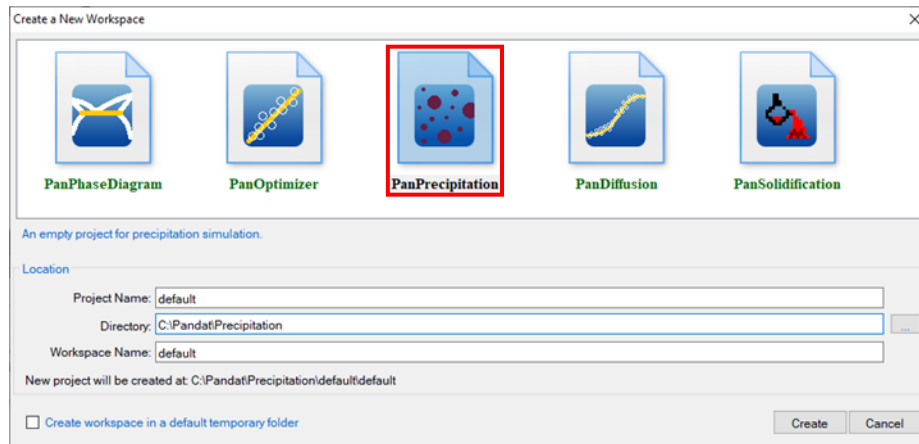 Create a New Workspace
PanPhaseDiagram
PanOptimizer
PanPrecipitation
PanDiffusion
PanSolidification
An empty project for precipitation simulation.
Location
Project Name: default
Directory: C:\Pandat\Precipitation
...
Workspace Name: default
New project will be created at: C:\Pandat\Precipitation\default\default
Create workspace in a default temporary folder
Create
Cancel